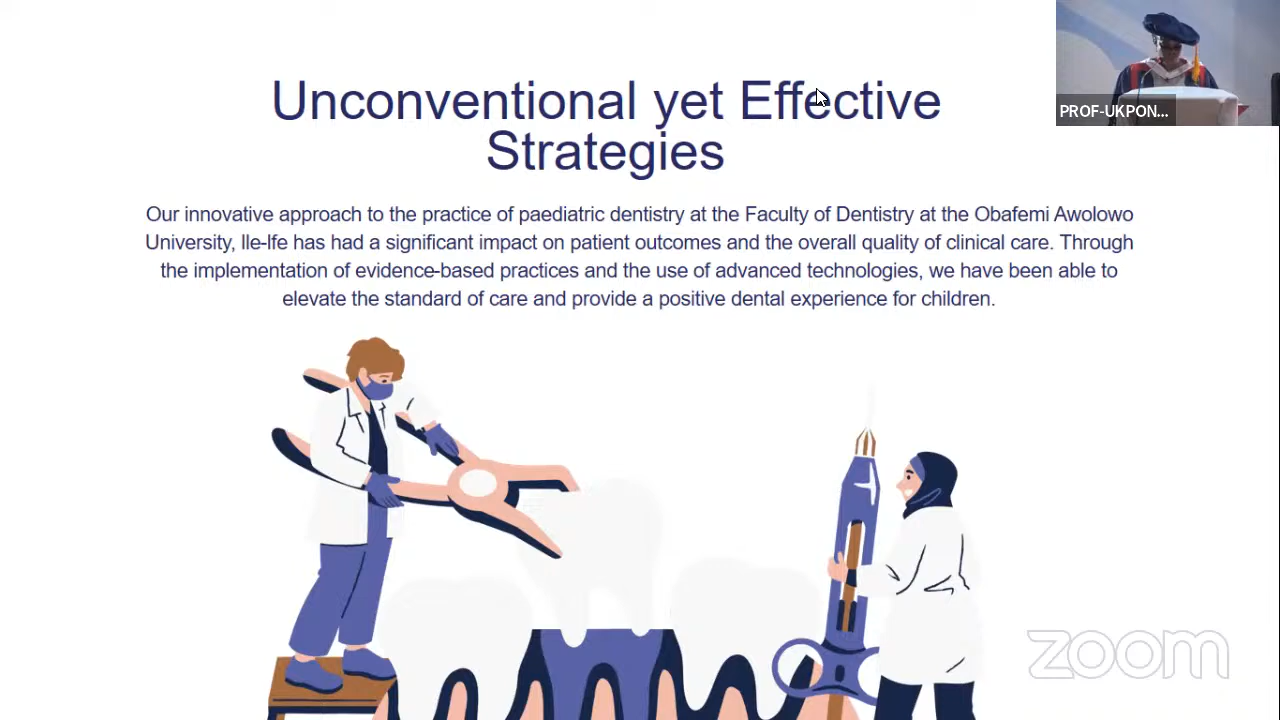 Unconventional yet Effective
Strategies
Our innovative approach to the practice of paediatric dentistry at the Faculty of Dentistry at the Obafemi Awolowo
University, Ile-Ife has had a significant impact on patient outcomes and the overall quality of clinical care. Through
the implementation of evidence-based practices and the use of advanced technologies, we have been able to
elevate the standard of care and provide a positive dental experience for children.
PROF-UKPON...
zoom